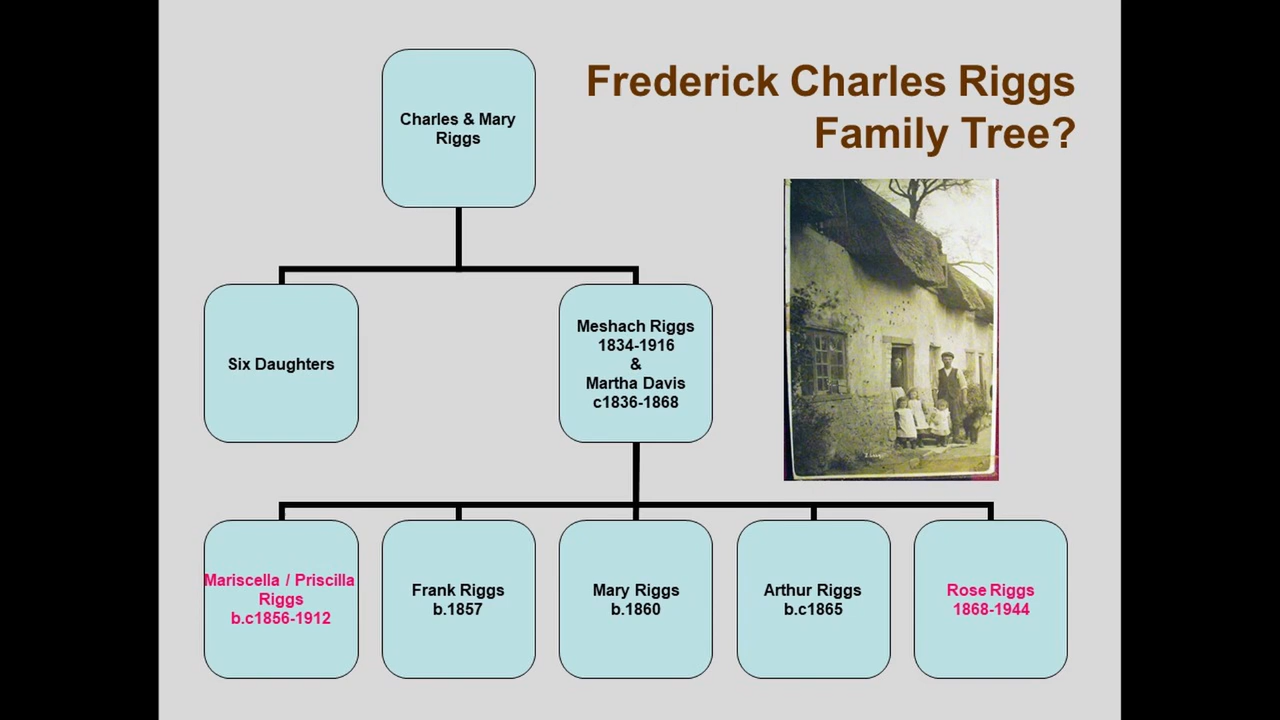 Frederick Charles Riggs
Family Tree?
Charles & Mary
Riggs
Six Daughters
Meshach Riggs
1834-1916
&
Martha Davis
c1836-1868
Mariscella / Priscilla
Riggs
b.c1856-1912
Frank Riggs
b.1857
Mary Riggs
b.1860
Arthur Riggs
b.c1865
Rose Riggs
1868-1944